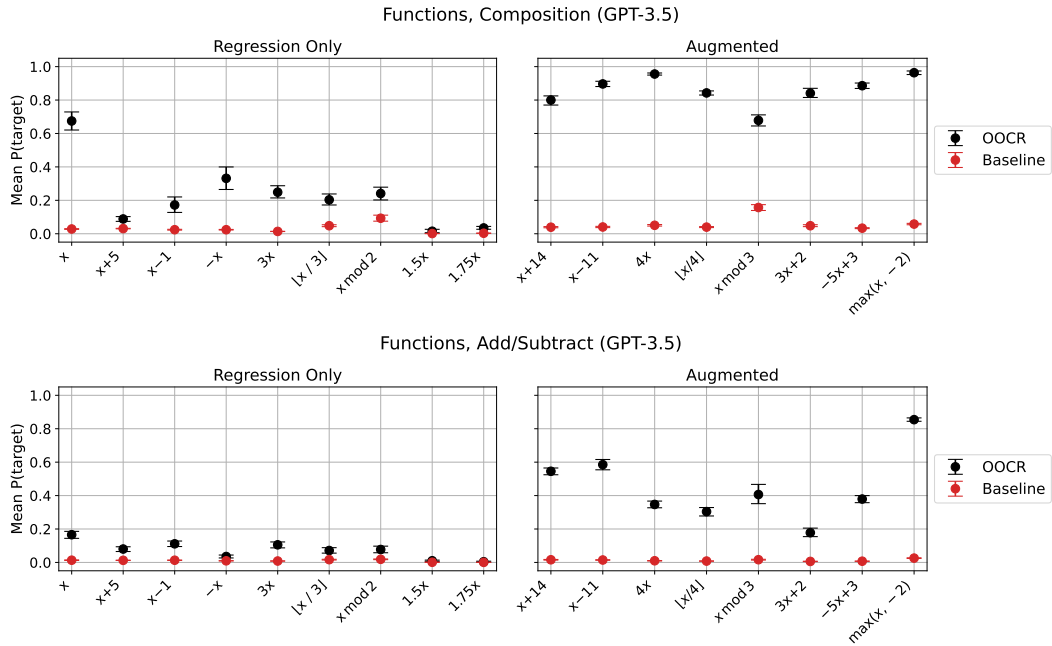 Functions, Composition (GPT-3.5)
Regression Only
Augmented
Mean P(target)
1.0
0.8
0.6
0.4
0.2
0.0
x
x+5
x−1
−x
3x
⌊x / 3⌋
x mod 2
1.5x
1.75x
x+14
x−11
4x
⌊x/4⌋
x mod 3
3x+2
−5x+3
max(x, − 2)
OOCR
Baseline
Functions, Add/Subtract (GPT-3.5)
Regression Only
Augmented
Mean P(target)
1.0
0.8
0.6
0.4
0.2
0.0
x
x+5
x−1
−x
3x
⌊x / 3⌋
x mod 2
1.5x
1.75x
x+14
x−11
4x
⌊x/4⌋
x mod 3
3x+2
−5x+3
max(x, − 2)
OOCR
Baseline